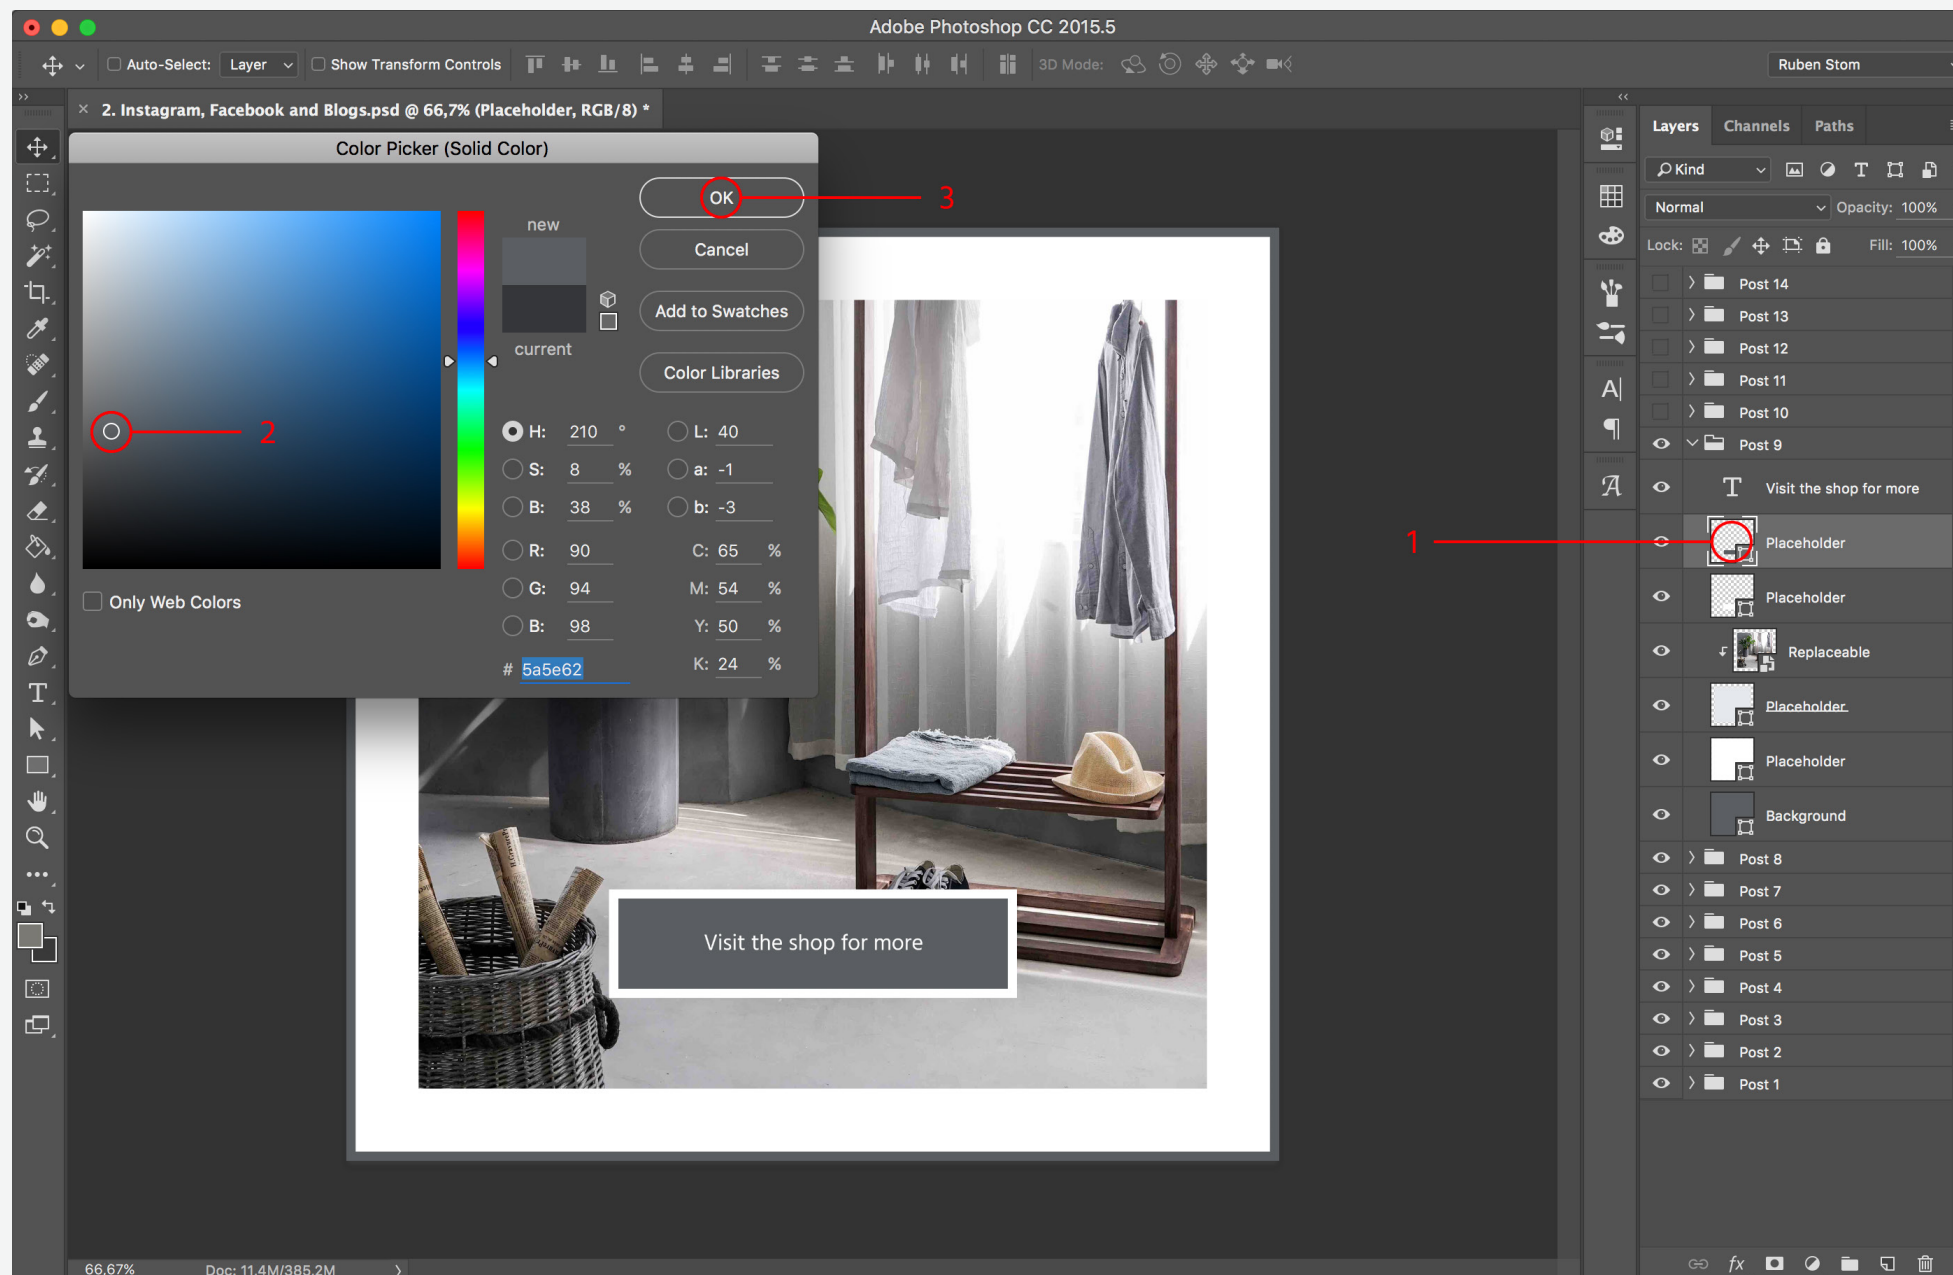 Adobe Photoshop CC 2015.5
Auto-Select: Layer Show Transform Controls 3D Mode: Ruben Stom
× 2. Instagram, Facebook and Blogs.psd @ 66,7% (Placeholder, RGB/8) *
Color Picker (Solid Color)
new
current
OK
3
Cancel
Add to Swatches
Color Libraries
2
H: 210 °
S: 8 %
B: 38 %
R: 90
G: 94
B: 98
# 5a5e62
L: 40
a: -1
b: -3
C: 65 %
M: 54 %
Y: 50 %
K: 24 %
Only Web Colors
Visit the shop for more
1
Layers Channels Paths
Kind
Normal Opacity: 100%
Lock: Fill: 100%
Post 14
Post 13
Post 12
Post 11
Post 10
Post 9
Visit the shop for more
Placeholder
Placeholder
Replaceable
Placeholder
Placeholder
Background
Post 8
Post 7
Post 6
Post 5
Post 4
Post 3
Post 2
Post 1
fx
66,67% Doc: 11,4M/385,2M